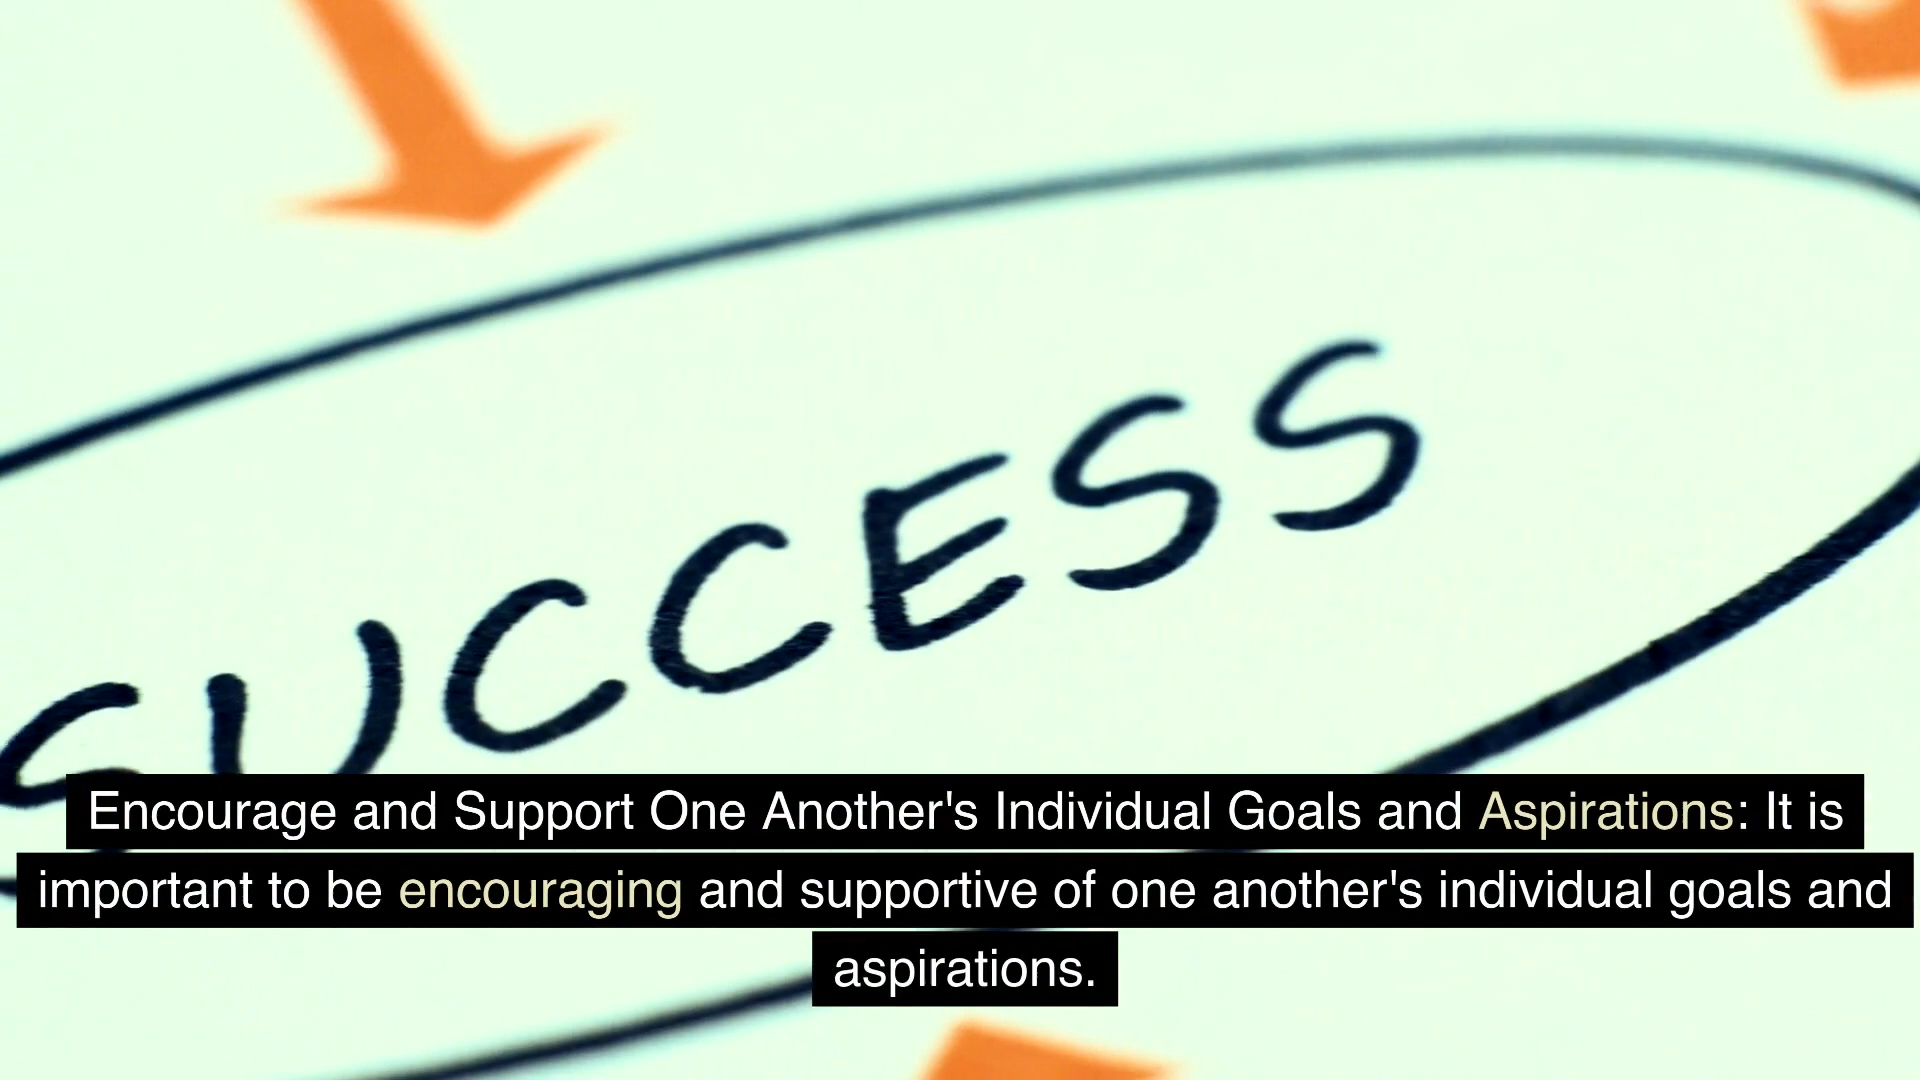 SUCCESS
Encourage and Support One Another's Individual Goals and Aspirations: It is
important to be encouraging and supportive of one another's individual goals and
aspirations.